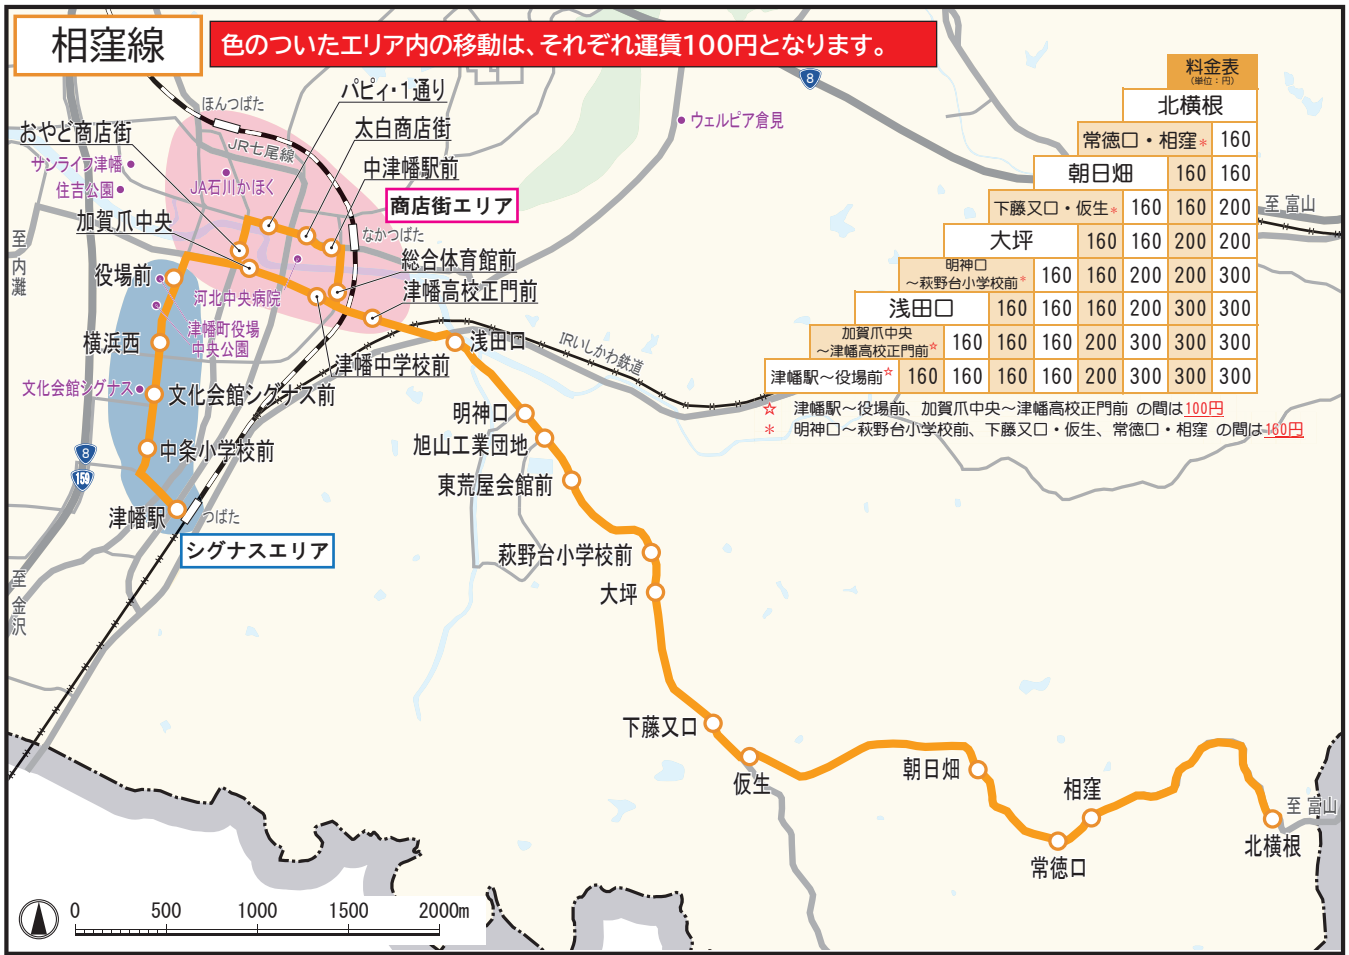 相窪線
色のついたエリア内の移動は、それぞれ運賃100円となります。
料金表
(単位：円)
北横根
常徳口・相窪* 160
朝日畑 160 160
下藤又口・仮生* 160 160 200
大坪 160 160 200 200
明神口
～萩野台小学校前* 160 160 200 200 300
浅田口 160 160 160 200 300 300
加賀爪中央
～津幡高校正門前☆ 160 160 160 200 300 300 300
津幡駅～役場前☆ 160 160 160 160 200 300 300 300
☆ 津幡駅～役場前、加賀爪中央～津幡高校正門前 の間は100円
* 明神口～萩野台小学校前、下藤又口・仮生、常徳口・相窪 の間は160円
パピィ・1通り
ほんつばた
太白商店街
おやど商店街
JR七尾線
中津幡駅前
サンライフ津幡
JA石川かほく
住吉公園
商店街エリア
加賀爪中央
なかつばた
ウェルピア倉見
8
至 富山
至内灘
役場前
総合体育館前
河北中央病院
津幡高校正門前
津幡町役場
中央公園
横浜西
浅田口
IRいしかわ鉄道
津幡中学校前
文化会館シグナス
文化会館シグナス前
明神口
旭山工業団地
中条小学校前
8
159
東荒屋会館前
津幡駅
つばた
シグナスエリア
萩野台小学校前
至金沢
大坪
下藤又口
仮生
朝日畑
相窪
常徳口
至 富山
北横根
0 500 1000 1500 2000m